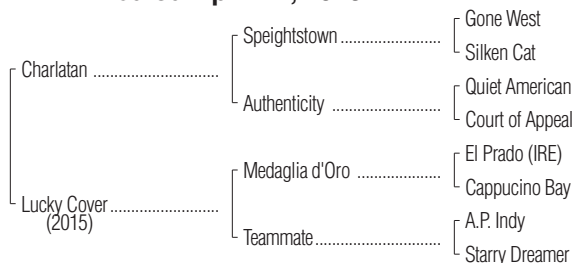 Gone West
Speightstown
Silken Cat
Charlatan
Quiet American
Authenticity
Court of Appeal
El Prado (IRE)
Medaglia d'Oro
Cappucino Bay
Lucky Cover
(2015)
A.P. Indy
Teammate
Starry Dreamer